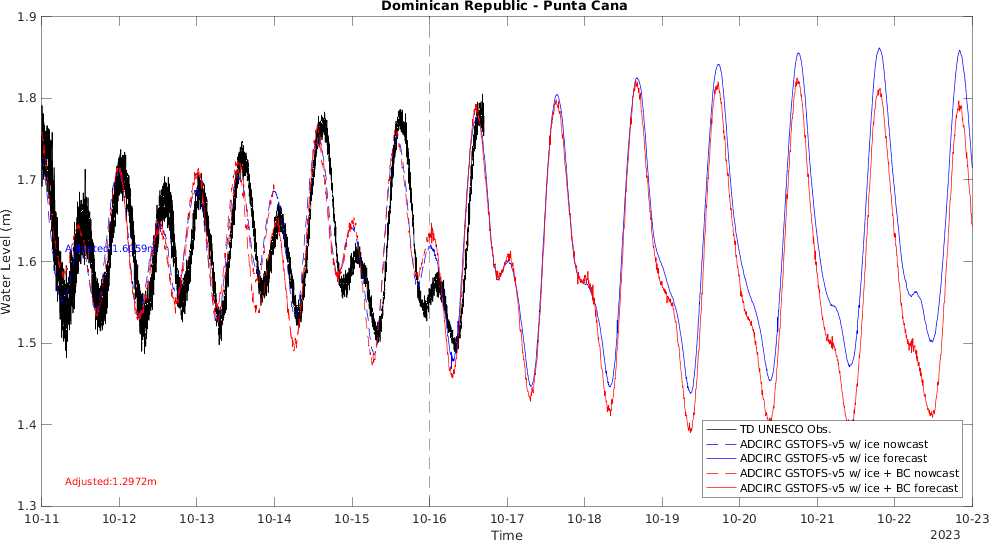 Dominican Republic - Punta Cana
Water Level (m)
1.9
1.8
1.7
1.6
1.5
1.4
1.3
Adjusted:1.6059m
Adjusted:1.2972m
TD UNESCO Obs.
ADCIRC GSTOFS-v5 w/ ice nowcast
ADCIRC GSTOFS-v5 w/ ice forecast
ADCIRC GSTOFS-v5 w/ ice + BC nowcast
ADCIRC GSTOFS-v5 w/ ice + BC forecast
10-11 10-12 10-13 10-14 10-15 10-16 10-17 10-18 10-19 10-20 10-21 10-22 10-23
Time
2023